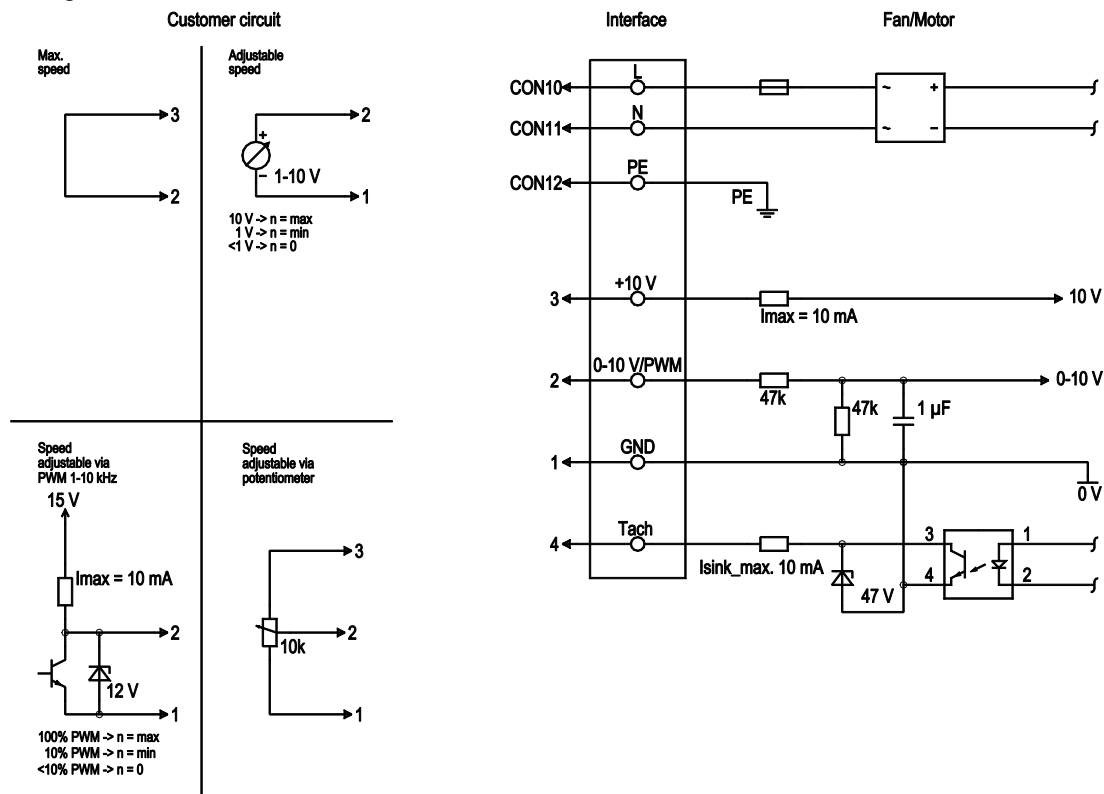 Customer circuit
Interface
Fan/Motor
Max.
speed
3
2
Adjustable
speed
2
+
– 1-10 V
1
10 V -> n = max
1 V -> n = min
<1 V -> n = 0
Speed
adjustable via
PWM 1-10 kHz
15 V
Imax = 10 mA
2
12 V
1
100% PWM -> n = max
10% PWM -> n = min
<10% PWM -> n = 0
Speed
adjustable via
potentiometer
3
2
10k
1
CON10
L
~
+
CON11
N
~
–
CON12
PE
PE
3
+10 V
10 V
Imax = 10 mA
2
0-10 V/PWM
0-10 V
47k
47k
1 µF
1
GND
0 V
4
Tach
Isink_max. 10 mA
47 V
3
4
1
2